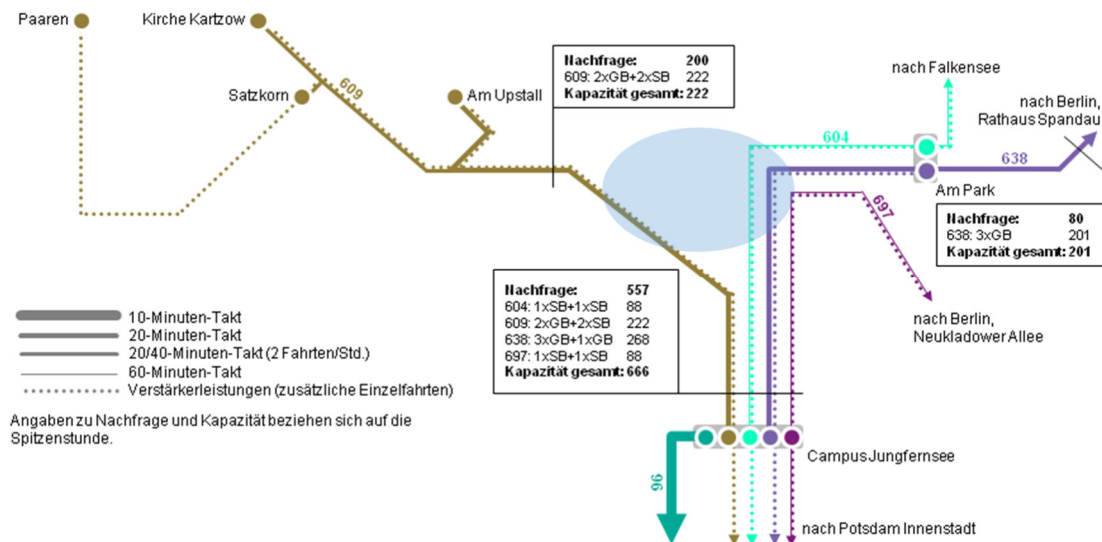 Paaren
Kirche Kartzow
Satzkorn
609
Am Upstall
Nachfrage: 200
609: 2xGB+2xSB 222
Kapazität gesamt: 222
nach Falkensee
nach Berlin,
Rathaus Spandau
604
638
Am Park
697
Nachfrage: 80
638: 3xGB 201
Kapazität gesamt: 201
nach Berlin,
Neukladower Allee
Nachfrage: 557
604: 1xSB+1xSB 88
609: 2xGB+2xSB 222
638: 3xGB+1xGB 268
697: 1xSB+1xSB 88
Kapazität gesamt: 666
10-Minuten-Takt
20-Minuten-Takt
20/40-Minuten-Takt (2 Fahrten/Std.)
60-Minuten-Takt
Verstärkerleistungen (zusätzliche Einzelfahrten)
Angaben zu Nachfrage und Kapazität beziehen sich auf die
Spitzenstunde.
Campus Jungfernsee
96
nach Potsdam Innenstadt